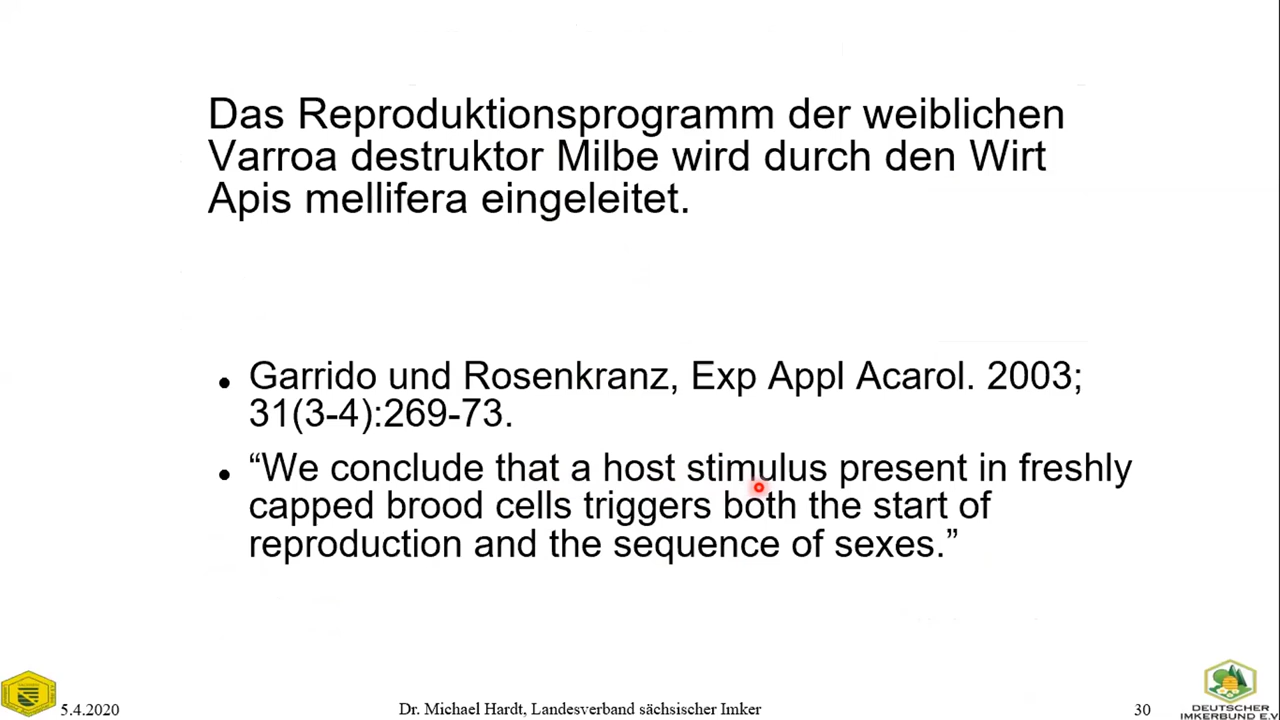 Das Reproduktionsprogramm der weiblichen
Varroa destruktor Milbe wird durch den Wirt
Apis mellifera eingeleitet.
• Garrido und Rosenkranz, Exp Appl Acarol. 2003;
31(3-4):269-73.
• “We conclude that a host stimulus present in freshly
capped brood cells triggers both the start of
reproduction and the sequence of sexes.”
5.4.2020
Dr. Michael Hardt, Landesverband sächsischer Imker
30
DEUTSCHER
IMKERBUND E.V.